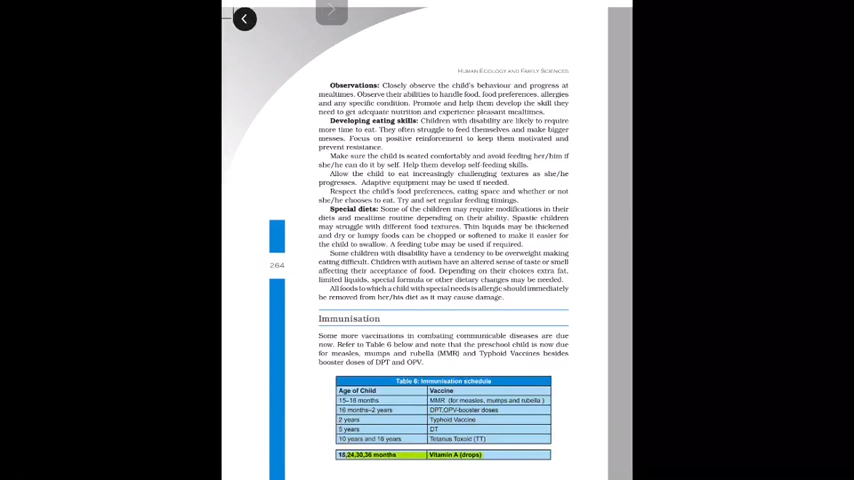 HUMAN ECOLOGY AND FAMILY SCIENCES
Observations: Closely observe the child's behaviour and progress at
mealtimes. Observe their abilities to handle food, food preferences, allergies
and any specific condition. Promote and help them develop the skill they
need to get adequate nutrition and experience pleasant mealtimes.
Developing eating skills: Children with disability are likely to require
more time to eat. They often struggle to feed themselves and make bigger
messes. Focus on positive reinforcement to keep them motivated and
prevent resistance.
Make sure the child is seated comfortably and avoid feeding her/him if
she/he can do it by self. Help them develop self-feeding skills.
Allow the child to eat increasingly challenging textures as she/he
progresses. Adaptive equipment may be used if needed.
Respect the child's food preferences, eating space and whether or not
she/he chooses to eat. Try and set regular feeding timings.
Special diets: Some of the children may require modifications in their
diets and mealtime routine depending on their ability. Spastic children
may struggle with different food textures. Thin liquids may be thickened
and dry or lumpy foods can be chopped or softened to make it easier for
the child to swallow. A feeding tube may be used if required.
Some children with disability have a tendency to be overweight making
eating difficult. Children with autism have an altered sense of taste or smell
affecting their acceptance of food. Depending on their choices extra fat,
limited liquids, special formula or other dietary changes may be needed.
All foods to which a child with special needs is allergic should immediately
be removed from her/his diet as it may cause damage.
264
Immunisation
Some more vaccinations in combating communicable diseases are due
now. Refer to Table 6 below and note that the preschool child is now due
for measles, mumps and rubella (MMR) and Typhoid Vaccines besides
booster doses of DPT and OPV.
Table 6: Immunisation schedule
Age of Child Vaccine
15–18 months MMR (for measles, mumps and rubella )
16 months–2 years DPT,OPV-booster doses
2 years Typhoid Vaccine
5 years DT
10 years and 16 years Tetanus Toxoid (TT)
18,24,30,36 months Vitamin A (drops)